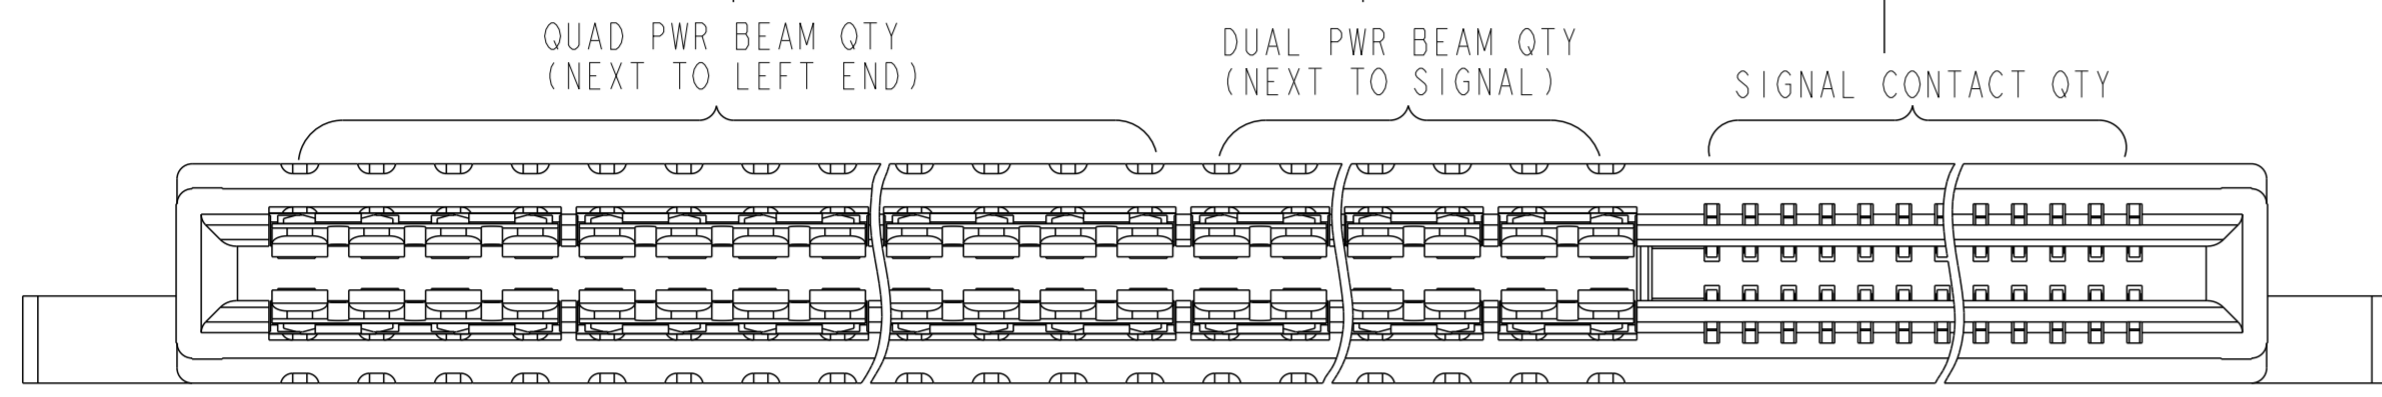 QUAD PWR BEAM QTY
(NEXT TO LEFT END)
DUAL PWR BEAM QTY
(NEXT TO SIGNAL)
SIGNAL CONTACT QTY